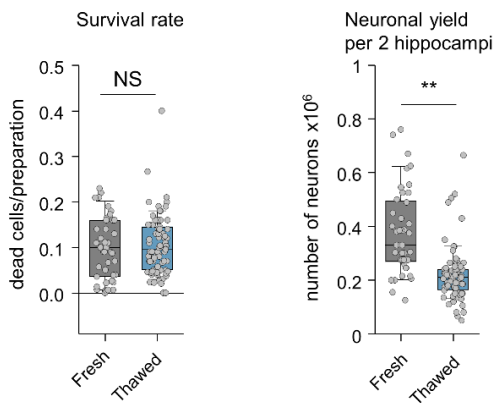 Survival rate
dead cells/preparation
0.5
0.4
0.3
0.2
0.1
0.0
NS
Fresh
Thawed
Neuronal yield
per 2 hippocampi
number of neurons x10⁶
1
0.8
0.6
0.4
0.2
0
**
Fresh
Thawed